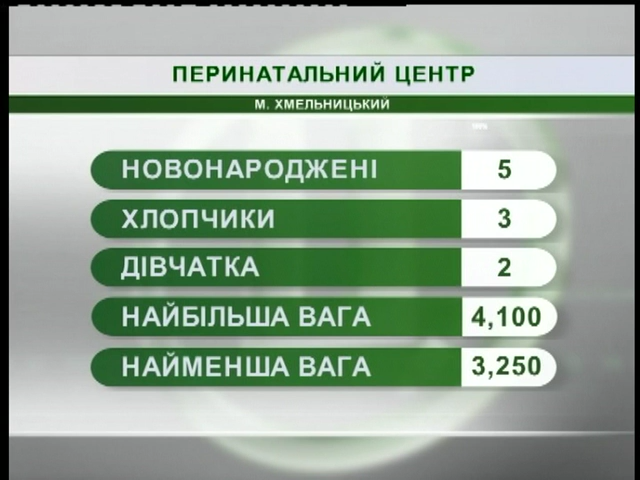 ПЕРИНАТАЛЬНИЙ ЦЕНТР
М. ХМЕЛЬНИЦЬКИЙ
НОВОНАРОДЖЕНІ 5
ХЛОПЧИКИ 3
ДІВЧАТКА 2
НАЙБІЛЬША ВАГА 4,100
НАЙМЕНША ВАГА 3,250